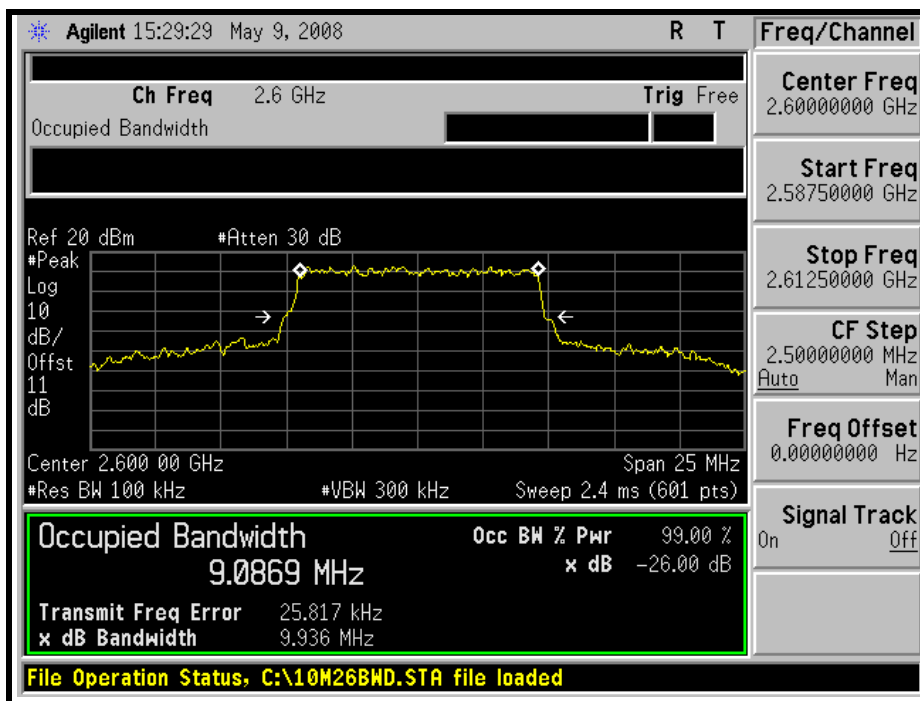 Agilent 15:29:29 May 9, 2008 R T Freq/Channel
Ch Freq 2.6 GHz Trig Free
Occupied Bandwidth
Center Freq
2.60000000 GHz
Start Freq
2.58750000 GHz
Stop Freq
2.61250000 GHz
CF Step
2.50000000 MHz
Auto Man
Freq Offset
0.00000000 Hz
Signal Track
On Off
Ref 20 dBm #Atten 30 dB
#Peak
Log
10
dB/
Offst
11
dB
Center 2.600 00 GHz Span 25 MHz
#Res BW 100 kHz #VBW 300 kHz Sweep 2.4 ms (601 pts)
Occupied Bandwidth Occ BW % Pwr 99.00 %
9.0869 MHz x dB -26.00 dB
Transmit Freq Error 25.817 kHz
x dB Bandwidth 9.936 MHz
File Operation Status, C:\10M26BWD.STA file loaded